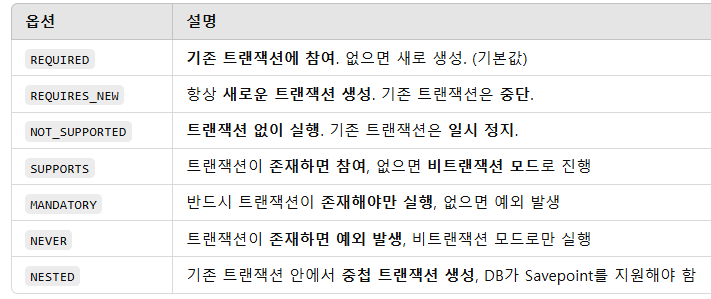 옵션 설명
REQUIRED 기존 트랜잭션에 참여. 없으면 새로 생성. (기본값)
REQUIRES_NEW 항상 새로운 트랜잭션 생성. 기존 트랜잭션은 중단.
NOT_SUPPORTED 트랜잭션 없이 실행. 기존 트랜잭션은 일시 정지.
SUPPORTS 트랜잭션이 존재하면 참여, 없으면 비트랜잭션 모드로 진행
MANDATORY 반드시 트랜잭션이 존재해야만 실행, 없으면 예외 발생
NEVER 트랜잭션이 존재하면 예외 발생, 비트랜잭션 모드로만 실행
NESTED 기존 트랜잭션 안에서 중첩 트랜잭션 생성, DB가 Savepoint를 지원해야 함